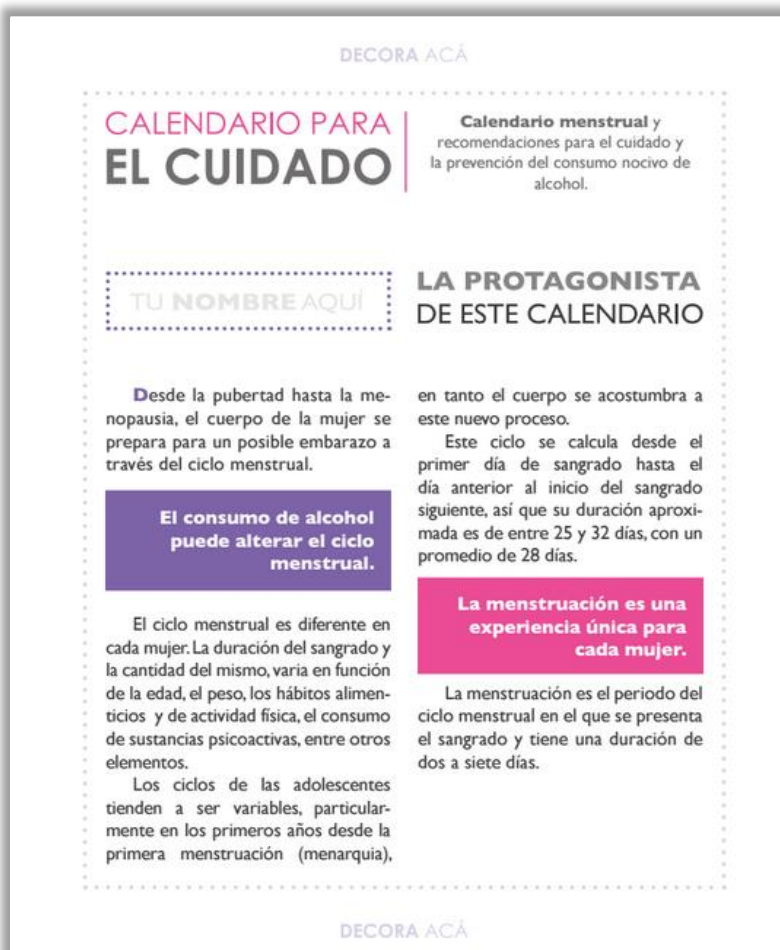 DECORA ACÁ
CALENDARIO PARA
EL CUIDADO
Calendario menstrual y
recomendaciones para el cuidado y
la prevención del consumo nocivo de
alcohol.
TU NOMBRE AQUÍ
LA PROTAGONISTA
DE ESTE CALENDARIO
Desde la pubertad hasta la me-
nopausia, el cuerpo de la mujer se
prepara para un posible embarazo a
través del ciclo menstrual.
El consumo de alcohol
puede alterar el ciclo
menstrual.
El ciclo menstrual es diferente en
cada mujer. La duración del sangrado y
la cantidad del mismo, varia en función
de la edad, el peso, los hábitos alimen-
ticios y de actividad física, el consumo
de sustancias psicoactivas, entre otros
elementos.
Los ciclos de las adolescentes
tienden a ser variables, particular-
mente en los primeros años desde la
primera menstruación (menarquia),
en tanto el cuerpo se acostumbra a
este nuevo proceso.
Este ciclo se calcula desde el
primer día de sangrado hasta el
día anterior al inicio del sangrado
siguiente, así que su duración aproxi-
mada es de entre 25 y 32 días, con un
promedio de 28 días.
La menstruación es una
experiencia única para
cada mujer.
La menstruación es el periodo del
ciclo menstrual en el que se presenta
el sangrado y tiene una duración de
dos a siete días.
DECORA ACÁ